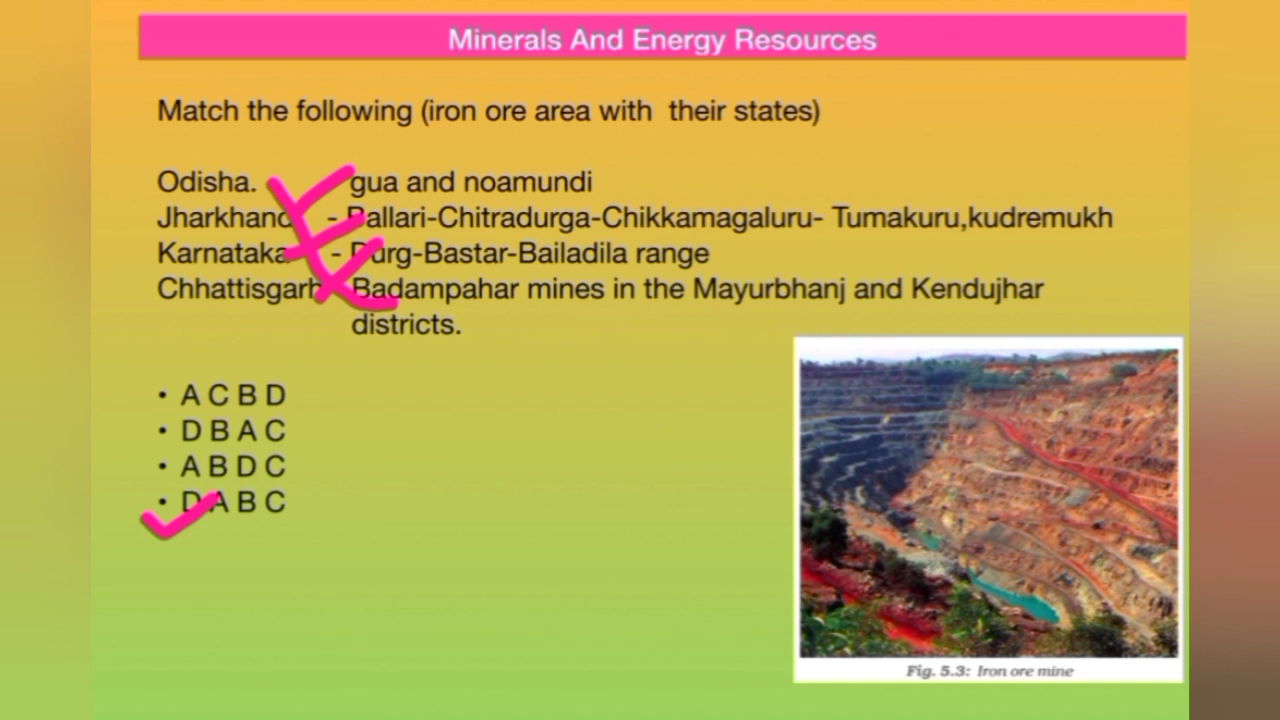 Minerals And Energy Resources
Match the following (iron ore area with their states)
Odisha. gua and noamundi
Jharkhand - Ballari-Chitradurga-Chikkamagaluru- Tumakuru,kudremukh
Karnataka - Durg-Bastar-Bailadila range
Chhattisgarh Badampahar mines in the Mayurbhanj and Kendujhar
districts.
• A C B D
• D B A C
• A B D C
• D A B C
Fig. 5.3: Iron ore mine